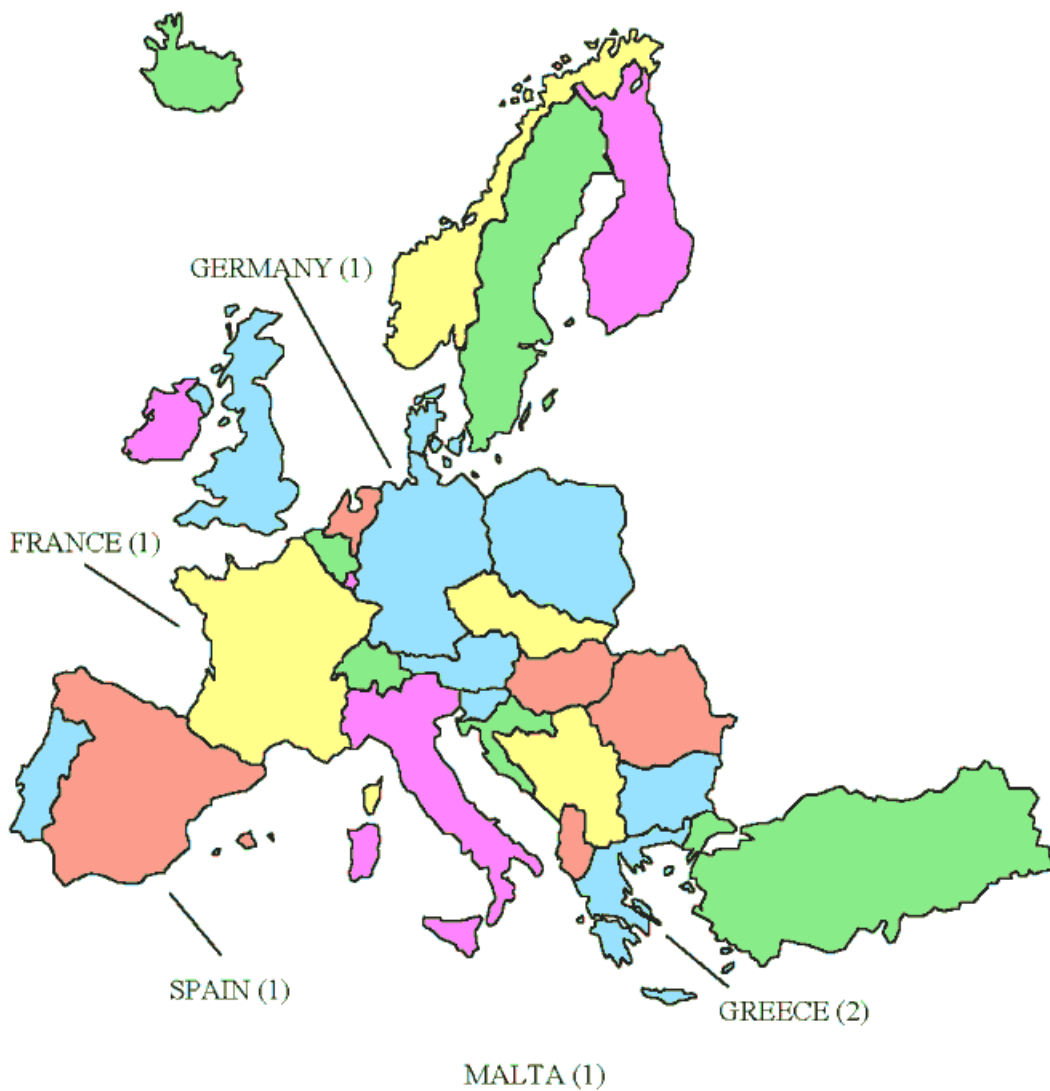 GERMANY (1)
FRANCE (1)
SPAIN (1)
GREECE (2)
MALTA (1)